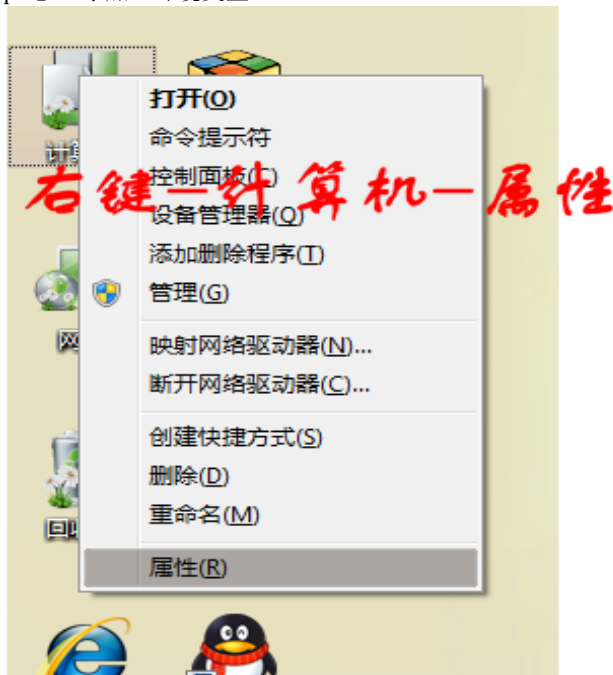 打开(O)
计
命令提示符
控制面板(C)
右键—计算机—属性
设备管理器(Q)
添加删除程序(T)
管理(G)
网
映射网络驱动器(N)...
断开网络驱动器(C)...
创建快捷方式(S)
删除(D)
重命名(M)
回
属性(R)